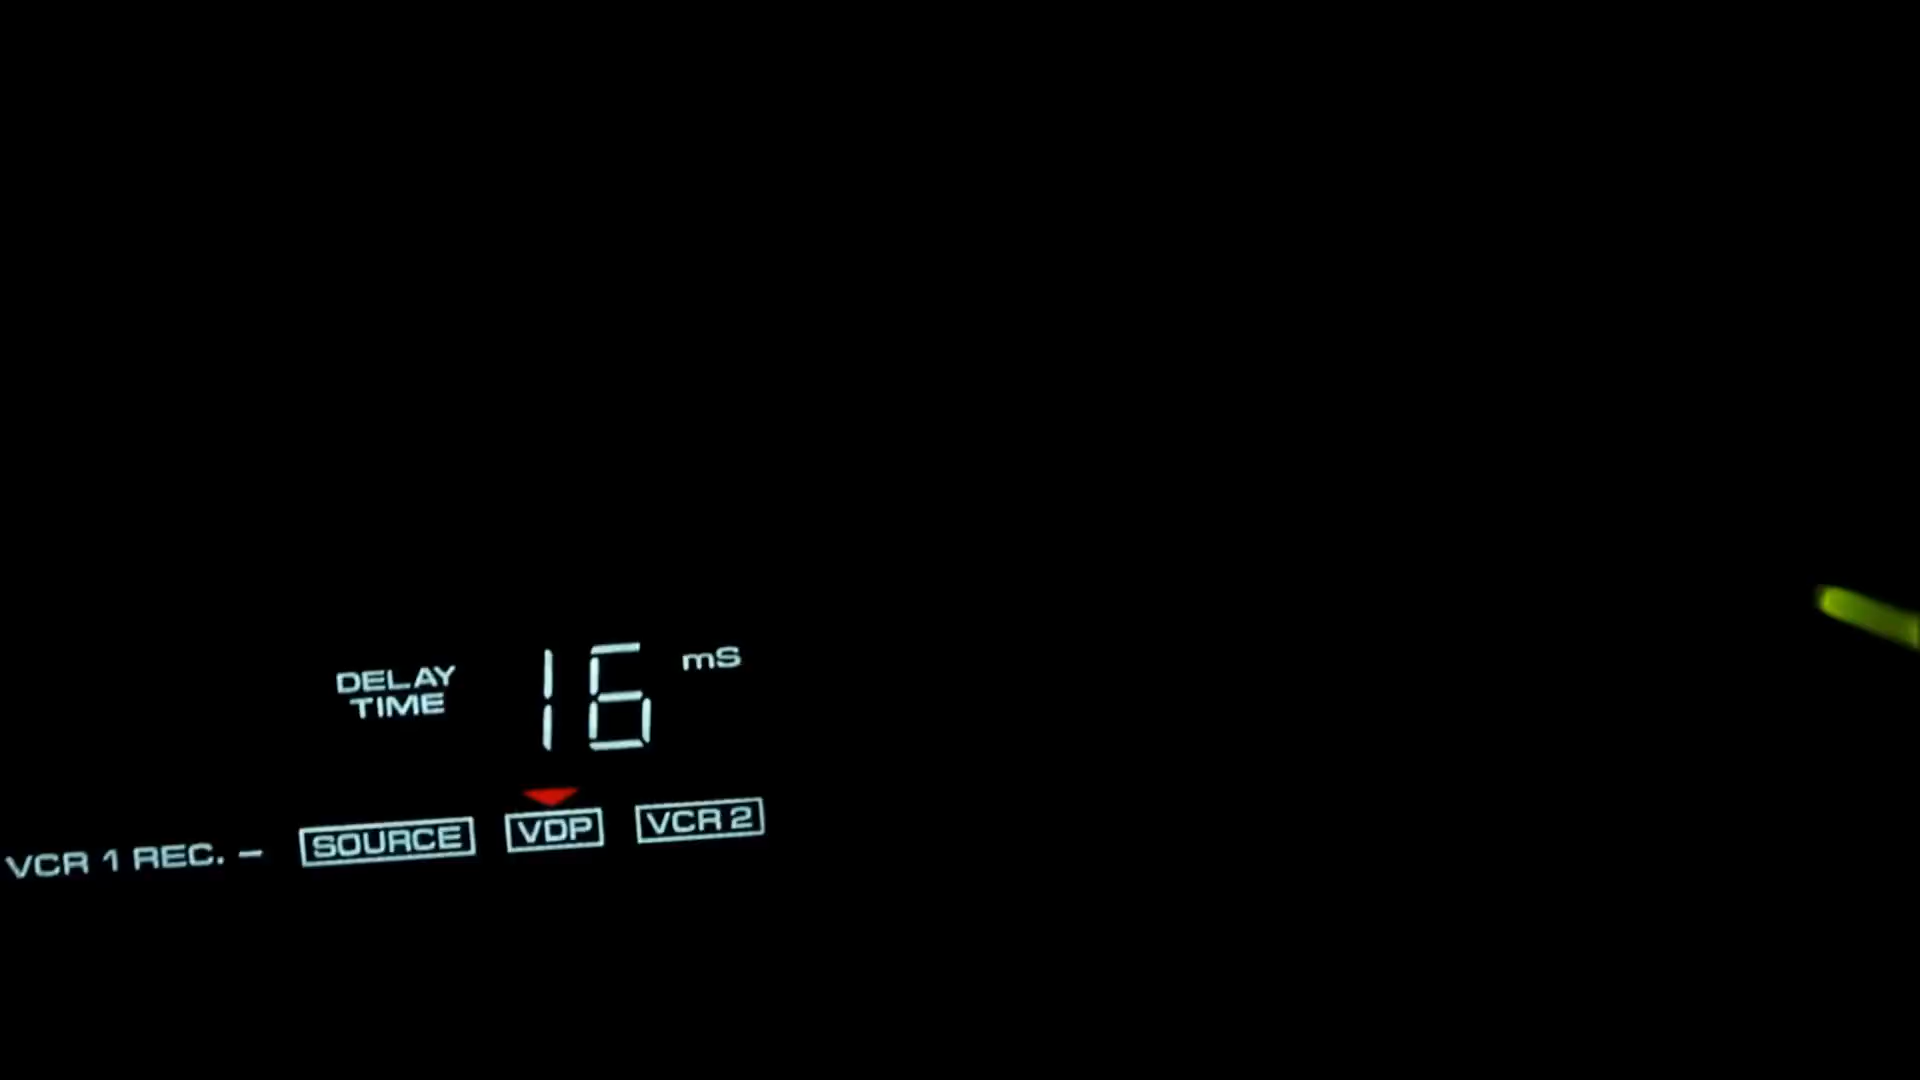 DELAY
TIME
16 mS
VCR 1 REC. – SOURCE VDP VCR 2